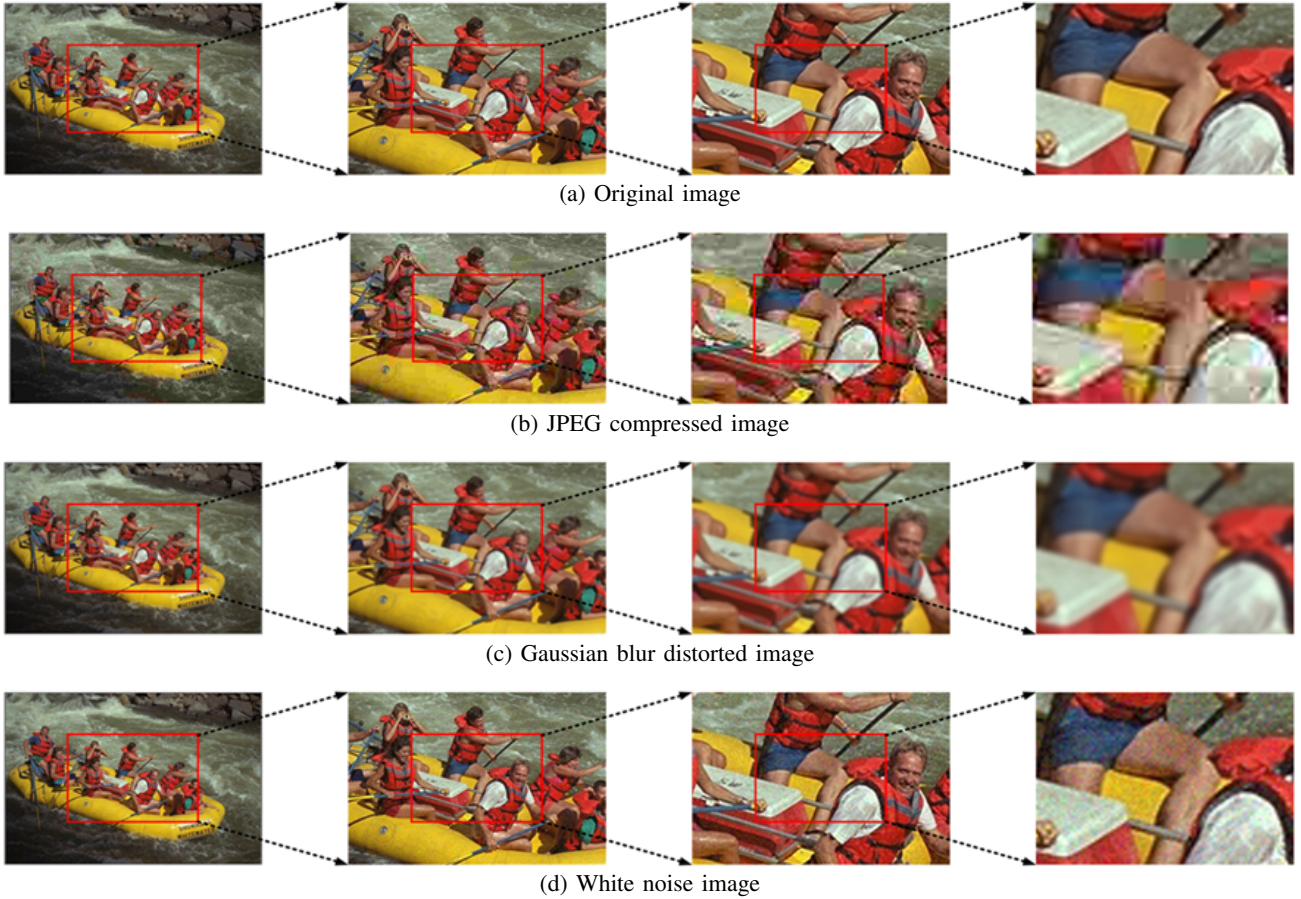 (a) Original image
(b) JPEG compressed image
(c) Gaussian blur distorted image
(d) White noise image